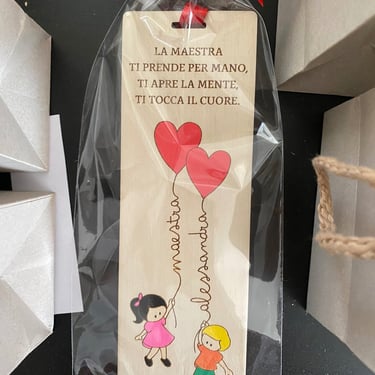 LA MAESTRA
TI PRENDE PER MANO,
TI APRE LA MENTE,
TI TOCCA IL CUORE.
maestra
alessandra